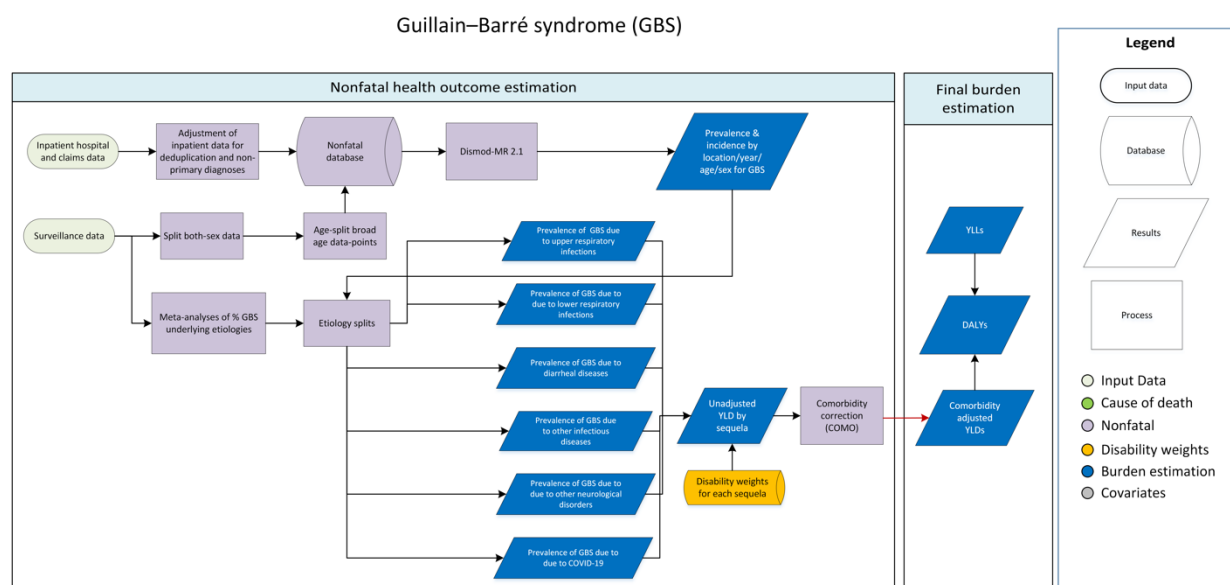 Guillain–Barré syndrome (GBS)
Nonfatal health outcome estimation
Inpatient hospital
and claims data
Adjustment of
inpatient data for
deduplication and non-
primary diagnoses
Nonfatal
database
Dismod-MR 2.1
Prevalence &
incidence by
location/year/
age/sex for GBS
Surveillance data
Split both-sex data
Age-split broad
age data-points
Meta-analyses of % GBS
underlying etiologies
Etiology splits
Prevalence of GBS due
to upper respiratory
infections
Prevalence of GBS due to
due to lower respiratory
infections
Prevalence of GBS due to
diarrheal diseases
Prevalence of GBS due
to other infectious
diseases
Prevalence of GBS due to
due to other neurological
disorders
Prevalence of GBS due to
due to COVID-19
Unadjusted
YLD by
sequela
Disability weights
for each sequela
Comorbidity
correction
(COMO)
Final burden
estimation
YLLs
DALYs
Comorbidity
adjusted
YLDs
Legend
Input data
Database
Results
Process
Input Data
Cause of death
Nonfatal
Disability weights
Burden estimation
Covariates